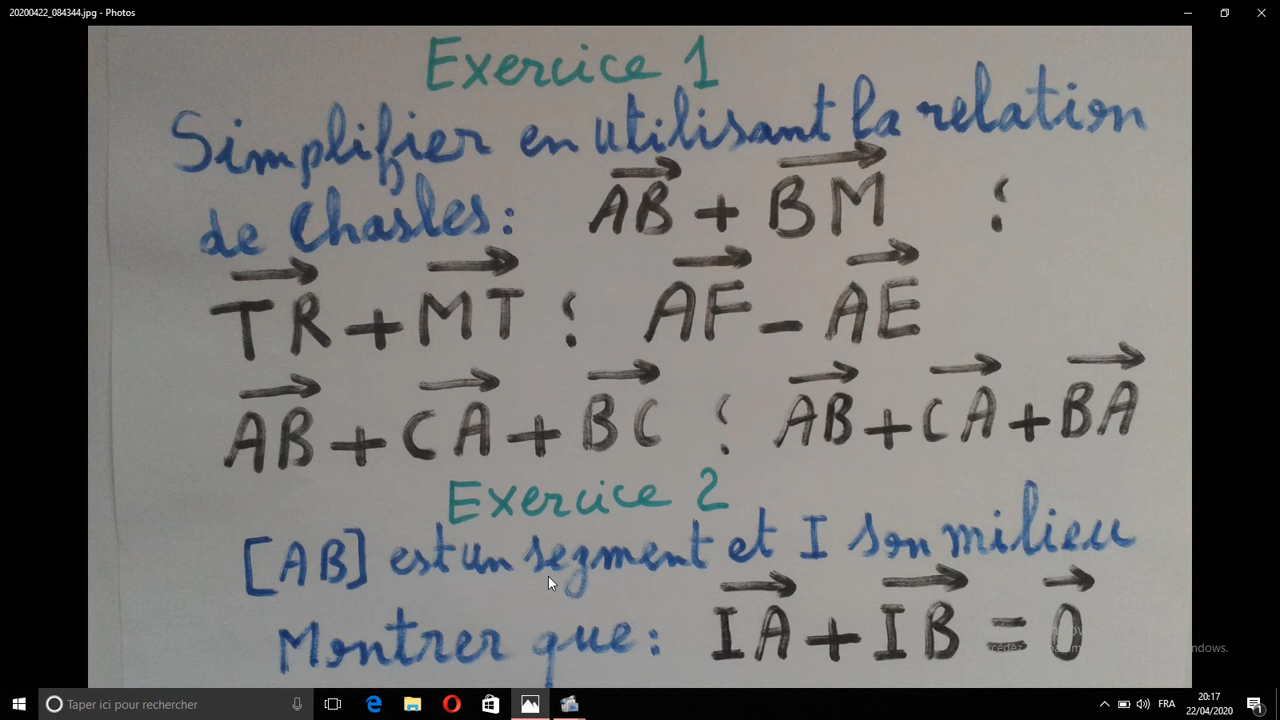 20200422_084344.jpg - Photos
Exercice 1
Simplifier en utilisant la relation
de Chasles: AB + BM ;
TR + MT ; AF - AE
AB + CA + BC ; AB + CA + BA
Exercice 2
[AB] est un segment et I son milieu
Montrer que: IA + IB = 0
Taper ici pour rechercher
FRA
20:17
22/04/2020
1